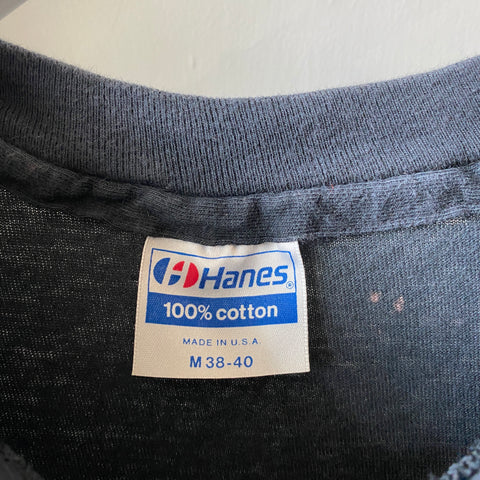 Hanes®
100% cotton
MADE IN U.S.A
M 38-40